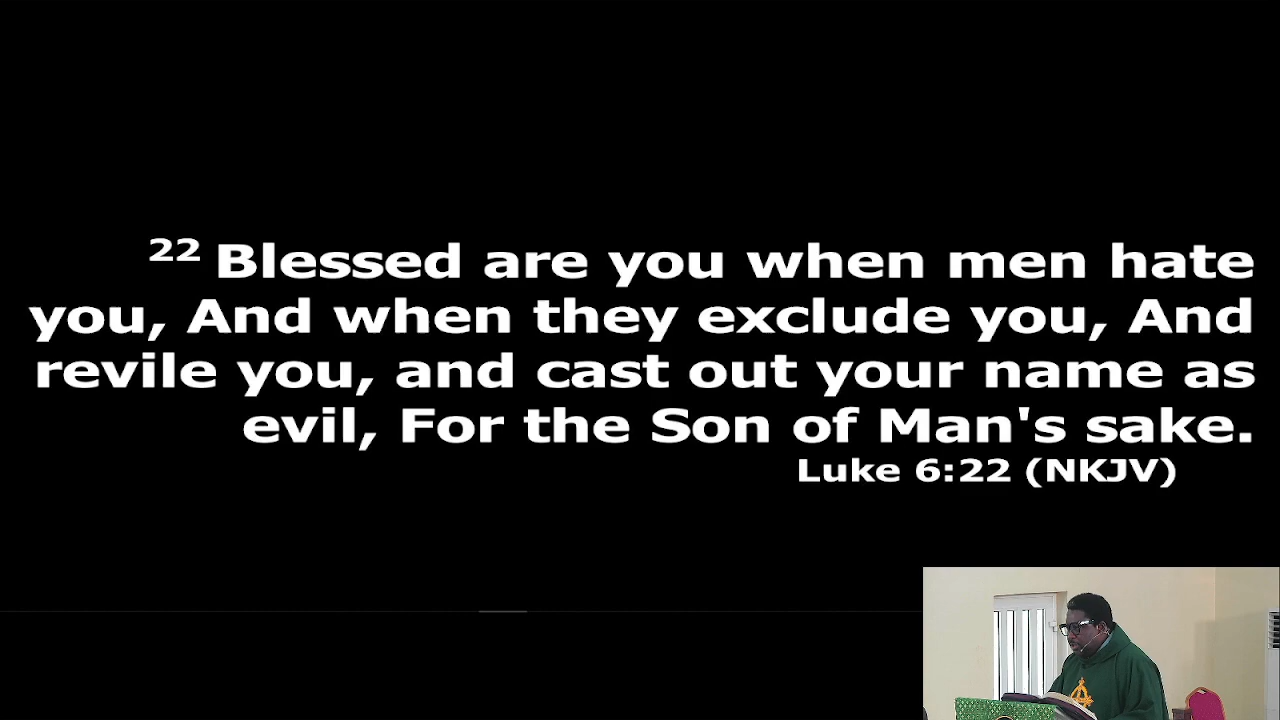 22 Blessed are you when men hate
you, And when they exclude you, And
revile you, and cast out your name as
evil, For the Son of Man's sake.
Luke 6:22 (NKJV)